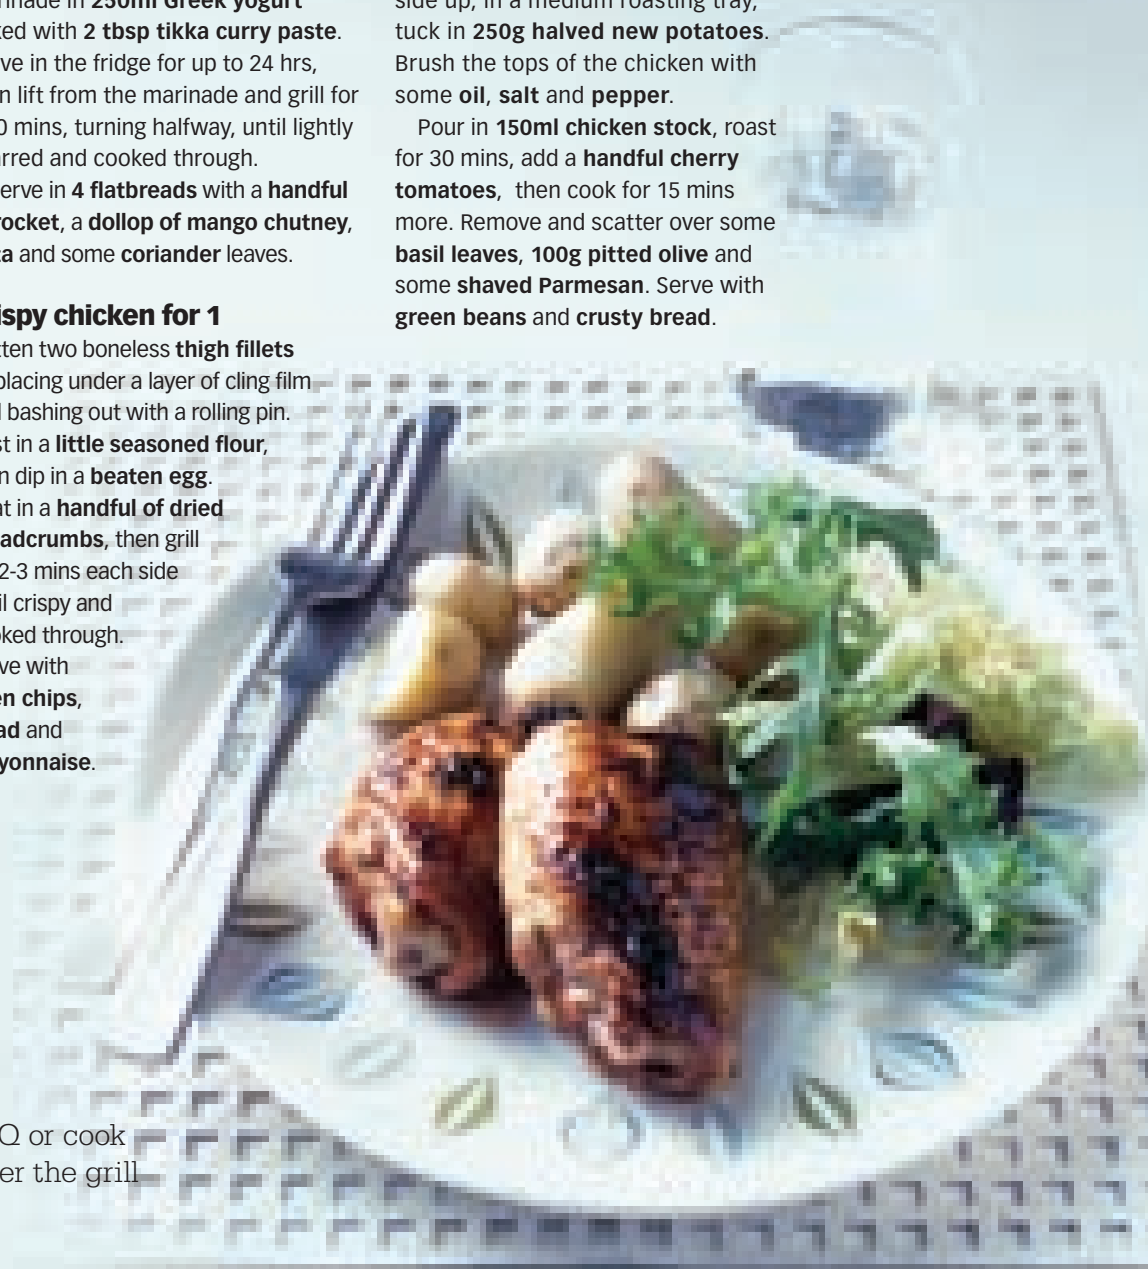 rinade in 250ml Greek yogurt
ked with 2 tbsp tikka curry paste.
ve in the fridge for up to 24 hrs,
n lift from the marinade and grill for
0 mins, turning halfway, until lightly
arred and cooked through.
erve in 4 flatbreads with a handful
rocket, a dollop of mango chutney,
ta and some coriander leaves.
ispy chicken for 1
tten two boneless thigh fillets
placing under a layer of cling film
d bashing out with a rolling pin.
st in a little seasoned flour,
n dip in a beaten egg.
at in a handful of dried
adcrumbs, then grill
2-3 mins each side
il crispy and
oked through.
ve with
en chips,
ad and
yonnaise.
side up, in a medium roasting tray,
tuck in 250g halved new potatoes.
Brush the tops of the chicken with
some oil, salt and pepper.
Pour in 150ml chicken stock, roast
for 30 mins, add a handful cherry
tomatoes, then cook for 15 mins
more. Remove and scatter over some
basil leaves, 100g pitted olive and
some shaved Parmesan. Serve with
green beans and crusty bread.
Q or cook
er the grill